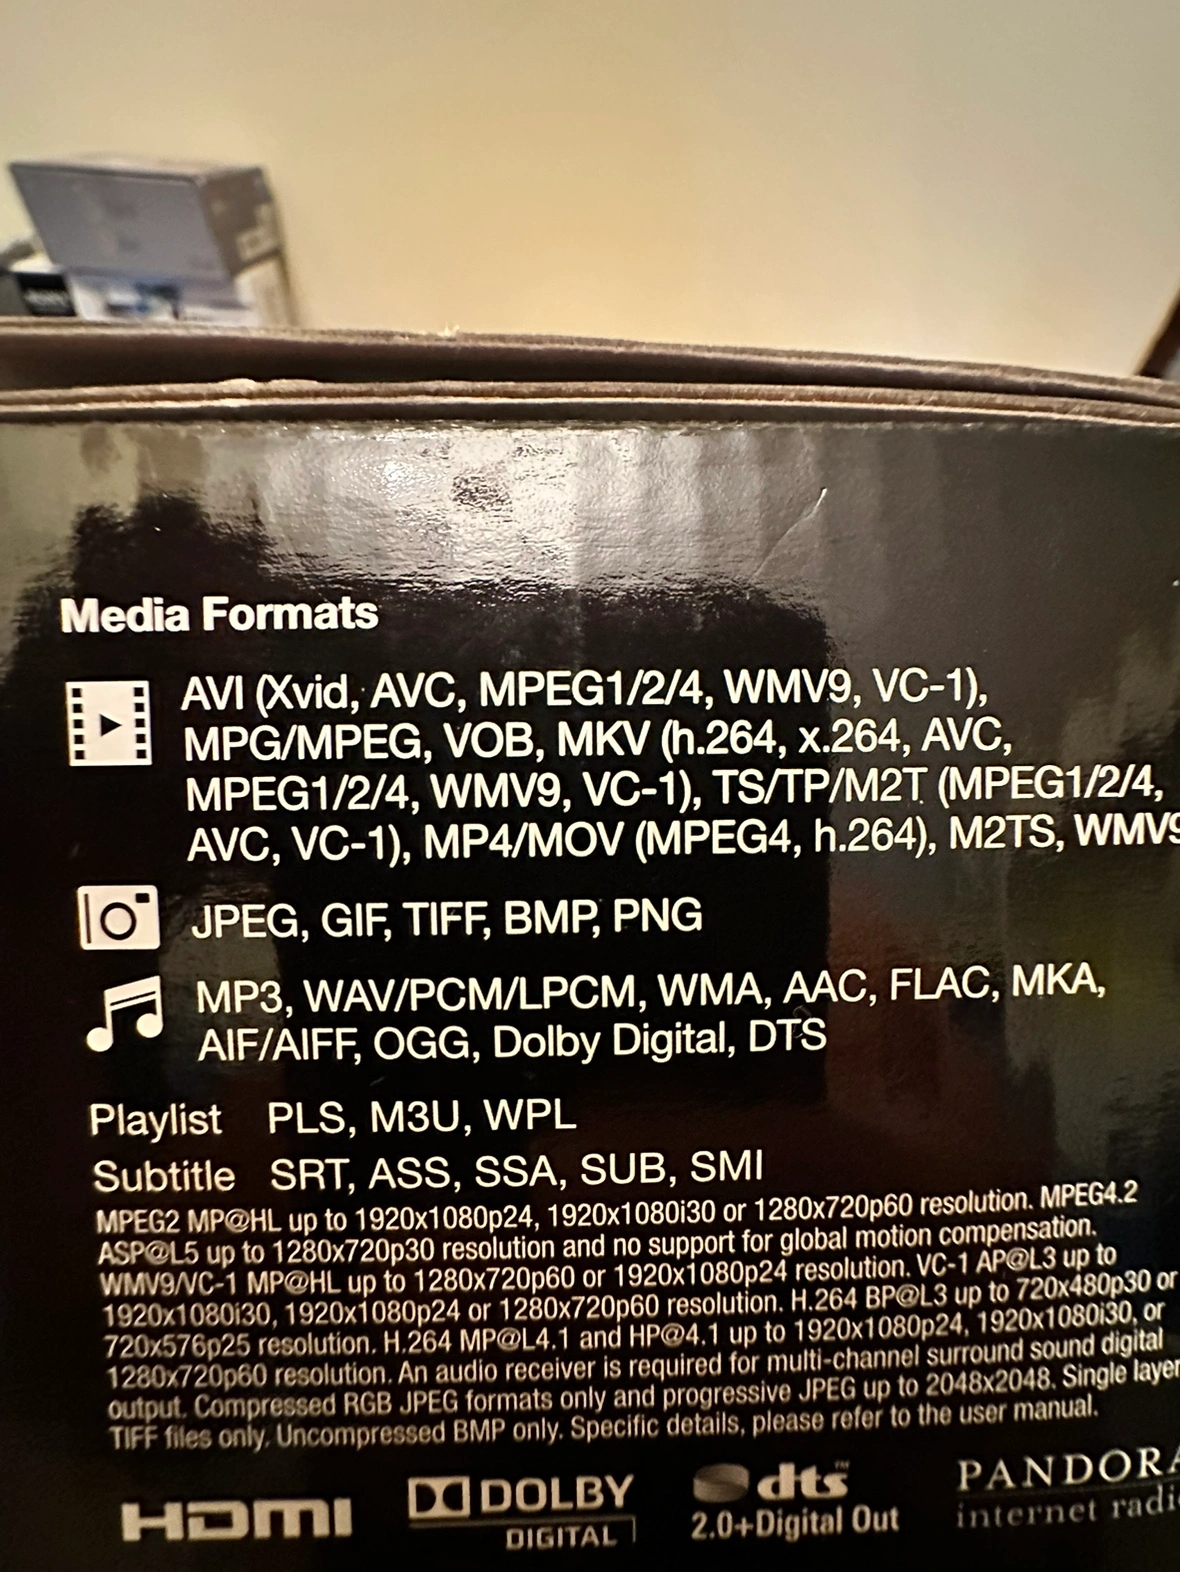 Media Formats
AVI (Xvid, AVC, MPEG1/2/4, WMV9, VC-1),
MPG/MPEG, VOB, MKV (h.264, x.264, AVC,
MPEG1/2/4, WMV9, VC-1), TS/TP/M2T (MPEG1/2/4,
AVC, VC-1), MP4/MOV (MPEG4, h.264), M2TS, WMV9
JPEG, GIF, TIFF, BMP, PNG
MP3, WAV/PCM/LPCM, WMA, AAC, FLAC, MKA,
AIF/AIFF, OGG, Dolby Digital, DTS
Playlist PLS, M3U, WPL
Subtitle SRT, ASS, SSA, SUB, SMI
MPEG2 MP@HL up to 1920x1080p24, 1920x1080i30 or 1280x720p60 resolution. MPEG4.2
ASP@L5 up to 1280x720p30 resolution and no support for global motion compensation.
WMV9/VC-1 MP@HL up to 1280x720p60 or 1920x1080p24 resolution. VC-1 AP@L3 up to
1920x1080i30, 1920x1080p24 or 1280x720p60 resolution. H.264 BP@L3 up to 720x480p30 or
720x576p25 resolution. H.264 MP@L4.1 and HP@4.1 up to 1920x1080p24, 1920x1080i30, or
1280x720p60 resolution. An audio receiver is required for multi-channel surround sound digital
output. Compressed RGB JPEG formats only and progressive JPEG up to 2048x2048. Single layer
TIFF files only. Uncompressed BMP only. Specific details, please refer to the user manual.
HDMI DOLBY DIGITAL dts™ 2.0+Digital Out PANDORA
internet radio